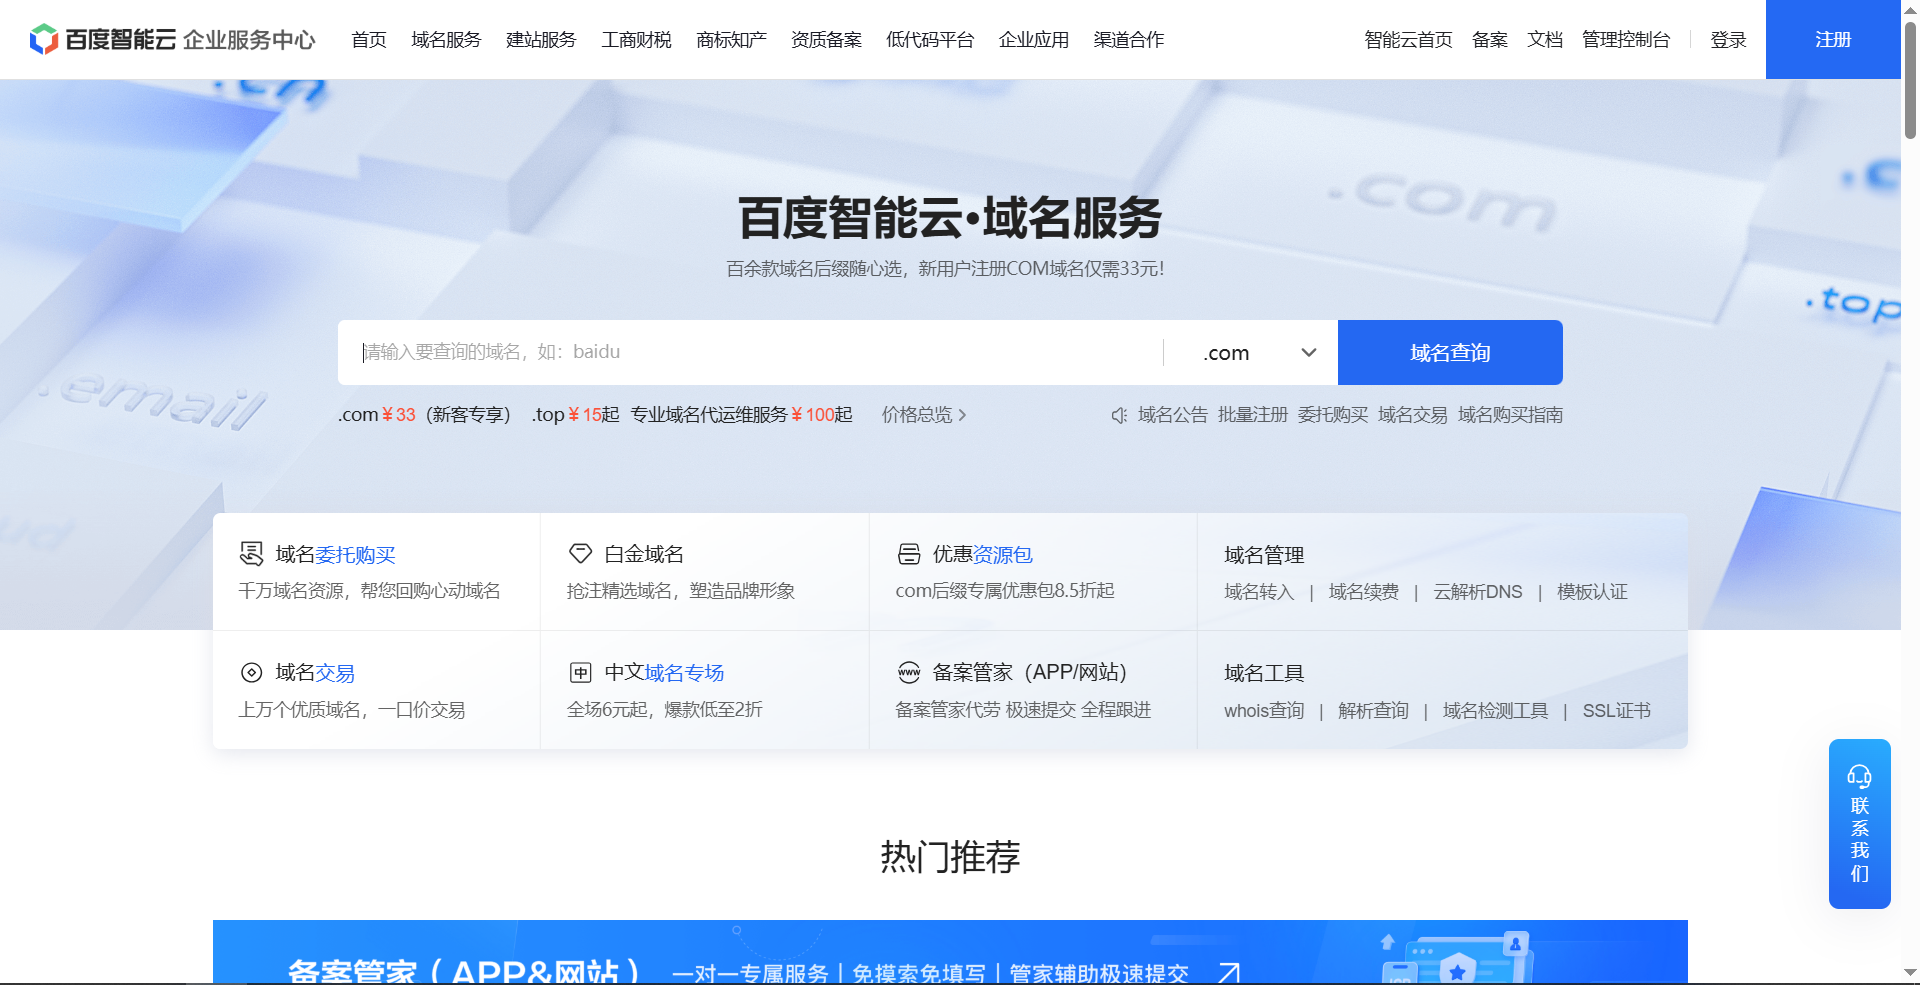 百度智能云 企业服务中心 首页 域名服务 建站服务 工商财税 商标知产 资质备案 低代码平台 企业应用 渠道合作 智能云首页 备案 文档 管理控制台 登录 注册
.cn
.com
.c
.top
.email
ud
百度智能云·域名服务
百余款域名后缀随心选，新用户注册COM域名仅需33元！
请输入要查询的域名，如：baidu .com 域名查询
.com¥33（新客专享） .top¥15起 专业域名代运维服务¥100起 价格总览 域名公告 批量注册 委托购买 域名交易 域名购买指南
域名委托购买
千万域名资源，帮您回购心动域名
白金域名
抢注精选域名，塑造品牌形象
优惠资源包
com后缀专属优惠包8.5折起
域名管理
域名转入 | 域名续费 | 云解析DNS | 模板认证
域名交易
上万个优质域名，一口价交易
中文域名专场
全场6元起，爆款低至2折
备案管家（APP/网站）
备案管家代劳 极速提交 全程跟进
域名工具
whois查询 | 解析查询 | 域名检测工具 | SSL证书
联系我们
热门推荐
备案管家（APP&网站） 一对一专属服务｜免摸索免填写｜管家辅助极速提交